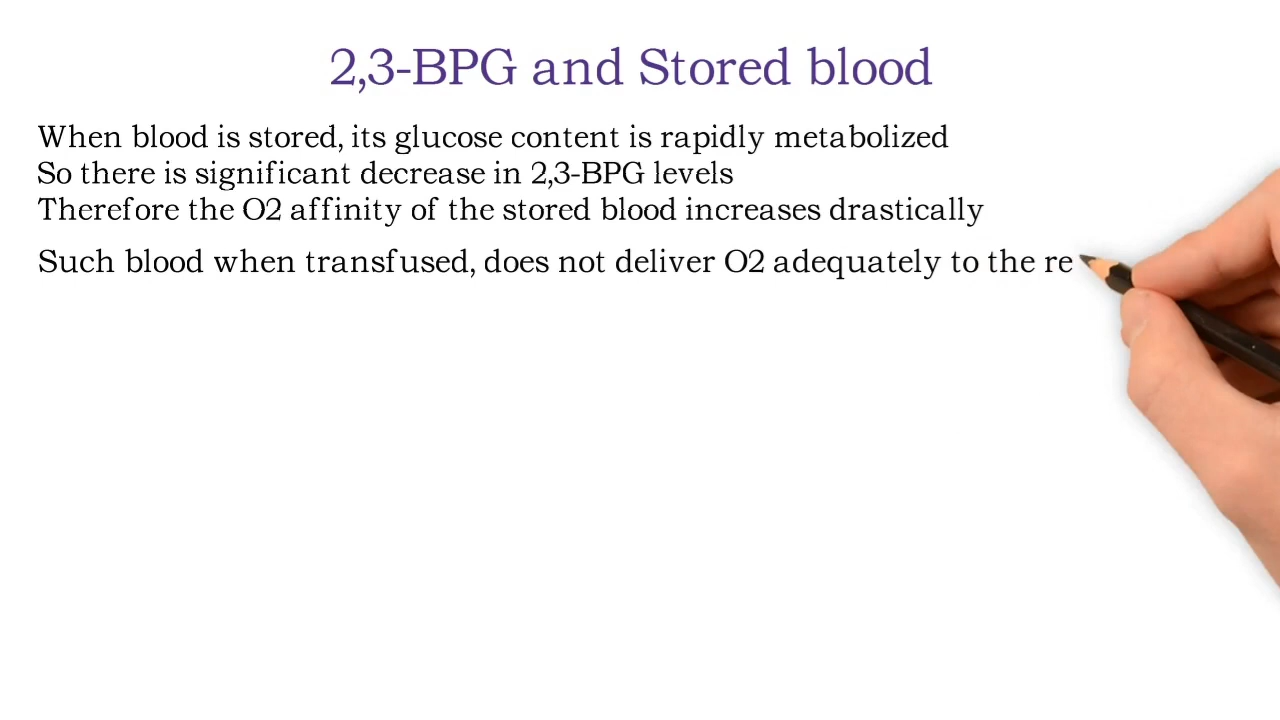 2,3-BPG and Stored blood
When blood is stored, its glucose content is rapidly metabolized
So there is significant decrease in 2,3-BPG levels
Therefore the O2 affinity of the stored blood increases drastically
Such blood when transfused, does not deliver O2 adequately to the re